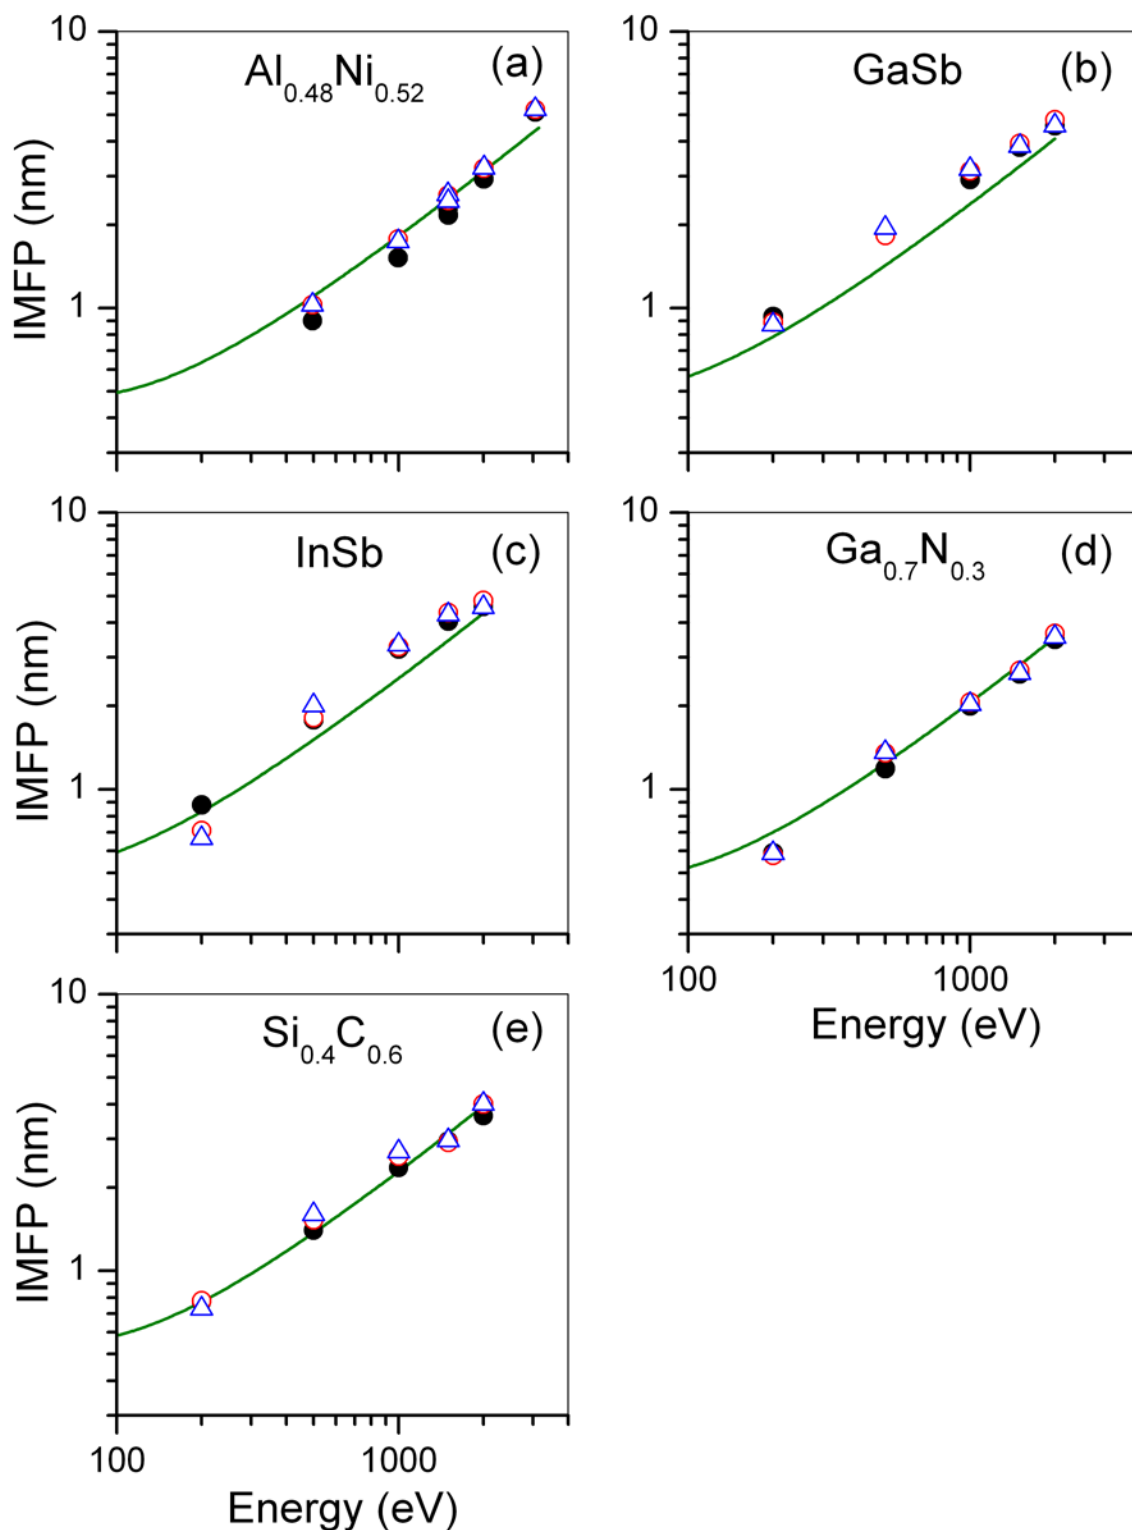 10
Al0.48Ni0.52
(a)
IMFP (nm)
1
10
GaSb
(b)
1
10
InSb
(c)
IMFP (nm)
1
10
Ga0.7N0.3
(d)
1
100
1000
Energy (eV)
10
Si0.4C0.6
(e)
IMFP (nm)
1
100
1000
Energy (eV)